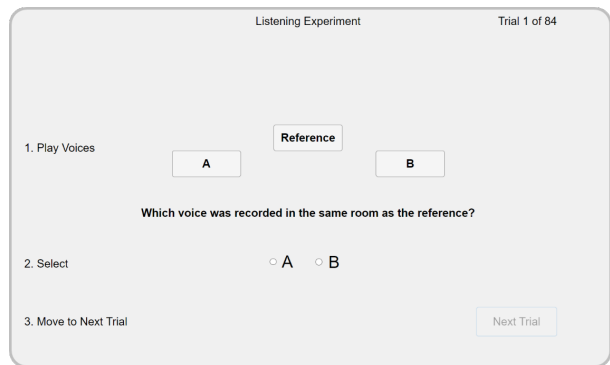 Listening Experiment Trial 1 of 84
Reference
1. Play Voices
A B
Which voice was recorded in the same room as the reference?
2. Select A B
3. Move to Next Trial Next Trial